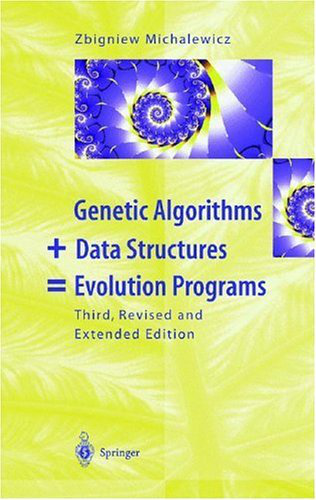 Zbigniew Michalewicz
Genetic Algorithms
+ Data Structures
= Evolution Programs
Third, Revised and
Extended Edition
Springer